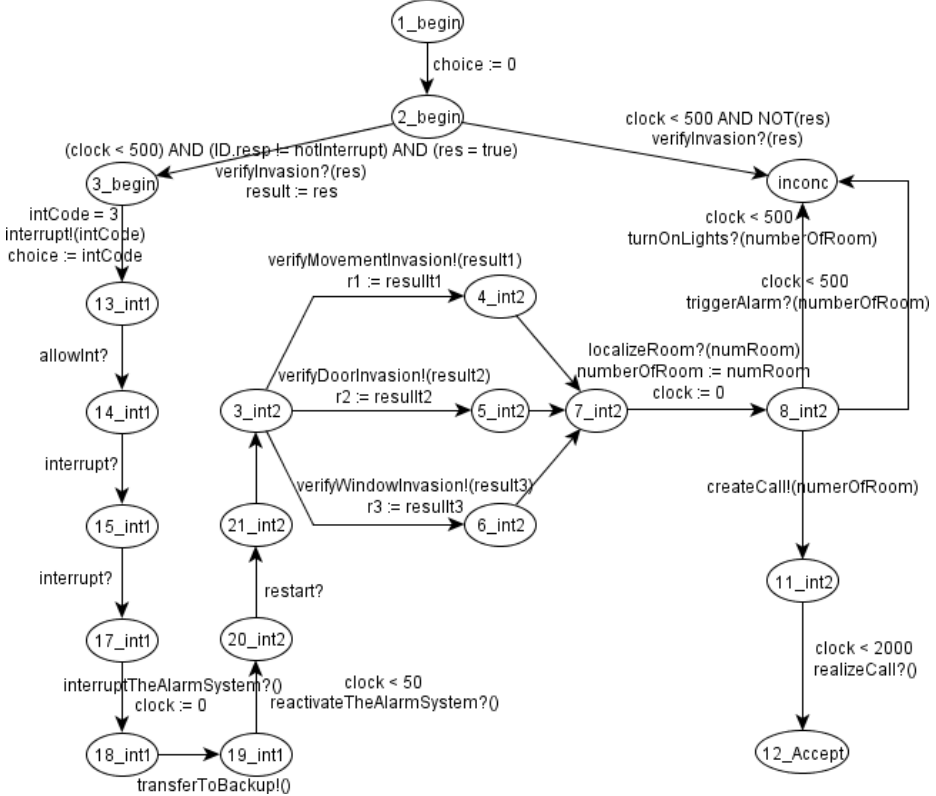 1_begin
choice := 0
2_begin
clock < 500 AND NOT(res)
verifyInvasion?(res)
(clock < 500) AND (ID.resp != notInterrupt) AND (res = true)
verifyInvasion?(res)
result := res
3_begin
inconc
intCode = 3
interrupt!(intCode)
choice := intCode
clock < 500
turnOnLights?(numberOfRoom)
verifyMovementInvasion!(result1)
r1 := resullt1
4_int2
clock < 500
triggerAlarm?(numberOfRoom)
13_int1
allowInt?
localizeRoom?(numRoom)
numberOfRoom := numRoom
clock := 0
verifyDoorInvasion!(result2)
r2 := resullt2
14_int1
3_int2
5_int2
7_int2
8_int2
interrupt?
verifyWindowInvasion!(result3)
r3 := resullt3
createCall!(numerOfRoom)
15_int1
21_int2
6_int2
interrupt?
restart?
11_int2
17_int1
20_int2
clock < 2000
realizeCall?()
interruptTheAlarmSystem?()
clock := 0
clock < 50
reactivateTheAlarmSystem?()
18_int1
19_int1
12_Accept
transferToBackup!()